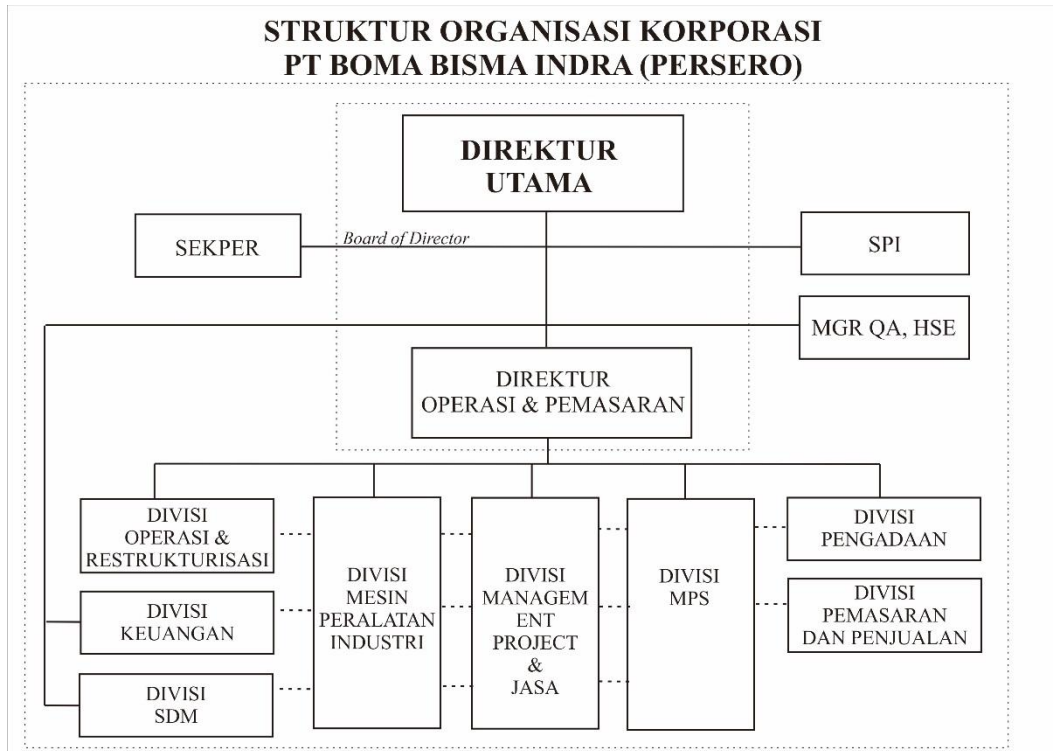 STRUKTUR ORGANISASI KORPORASI
PT BOMA BISMA INDRA (PERSERO)
DIREKTUR
UTAMA
SEKPER
Board of Director
SPI
MGR QA, HSE
DIREKTUR
OPERASI & PEMASARAN
DIVISI
OPERASI &
RESTRUKTURISASI
DIVISI
KEUANGAN
DIVISI
SDM
DIVISI
MESIN
PERALATAN
INDUSTRI
DIVISI
MANAGEM
ENT
PROJECT
&
JASA
DIVISI
MPS
DIVISI
PENGADAAN
DIVISI
PEMASARAN
DAN PENJUALAN